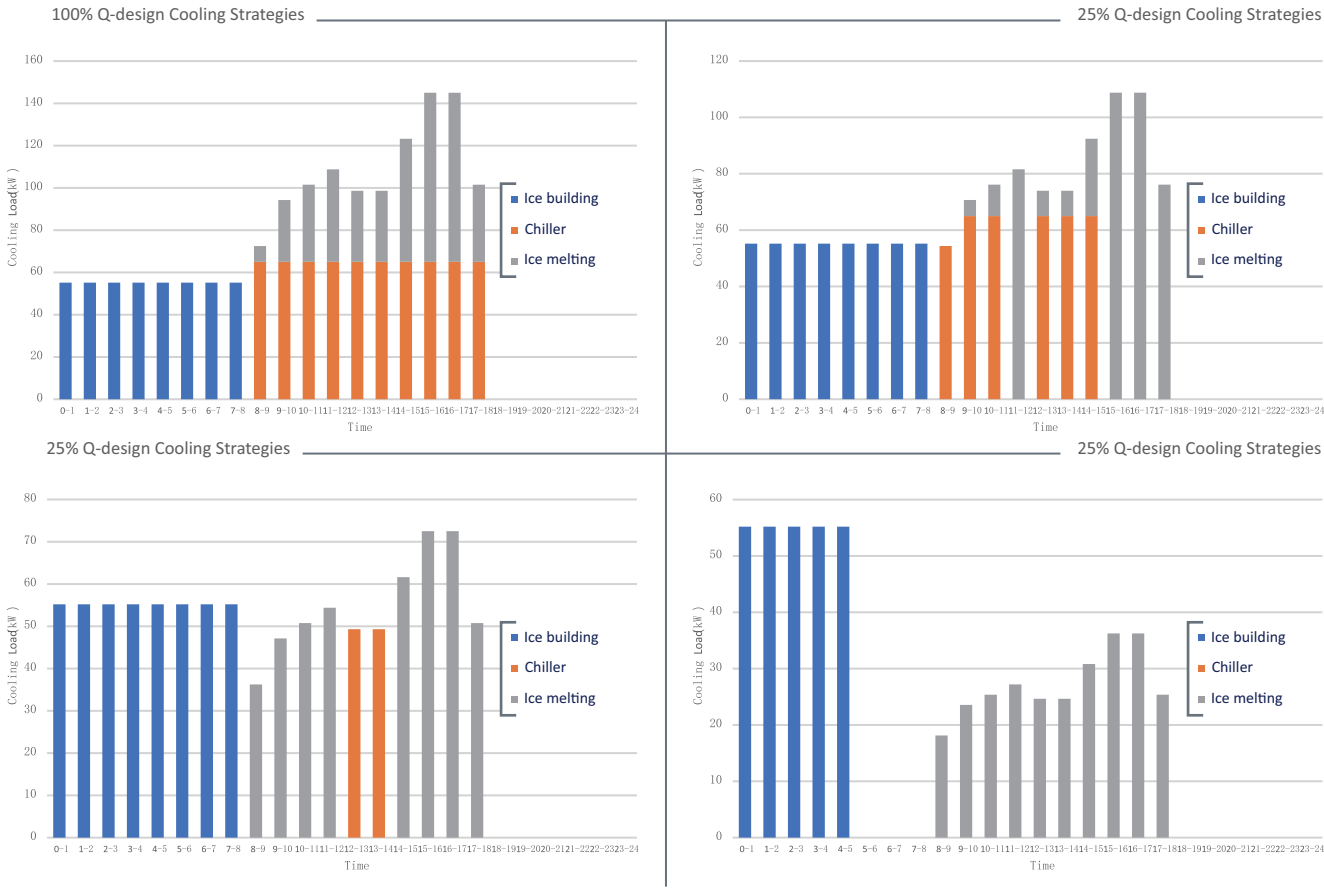 100% Q-design Cooling Strategies
160
140
120
100
80
60
40
20
0
Cooling Load(kW)
0-1 1-2 2-3 3-4 4-5 5-6 6-7 7-8 8-9 9-10 10-11 11-12 12-13 13-14 14-15 15-16 16-17 17-18 18-19 19-20 20-21 21-22 22-23 23-24
Time
Ice building
Chiller
Ice melting
25% Q-design Cooling Strategies
120
100
80
60
40
20
0
Cooling Load(kW)
0-1 1-2 2-3 3-4 4-5 5-6 6-7 7-8 8-9 9-10 10-11 11-12 12-13 13-14 14-15 15-16 16-17 17-18 18-19 19-20 20-21 21-22 22-23 23-24
Time
Ice building
Chiller
Ice melting
25% Q-design Cooling Strategies
80
70
60
50
40
30
20
10
0
Cooling Load(kW)
0-1 1-2 2-3 3-4 4-5 5-6 6-7 7-8 8-9 9-10 10-11 11-12 12-13 13-14 14-15 15-16 16-17 17-18 18-19 19-20 20-21 21-22 22-23 23-24
Time
Ice building
Chiller
Ice melting
25% Q-design Cooling Strategies
60
50
40
30
20
10
0
Cooling Load(kW)
0-1 1-2 2-3 3-4 4-5 5-6 6-7 7-8 8-9 9-10 10-11 11-12 12-13 13-14 14-15 15-16 16-17 17-18 18-19 19-20 20-21 21-22 22-23 23-24
Time
Ice building
Chiller
Ice melting